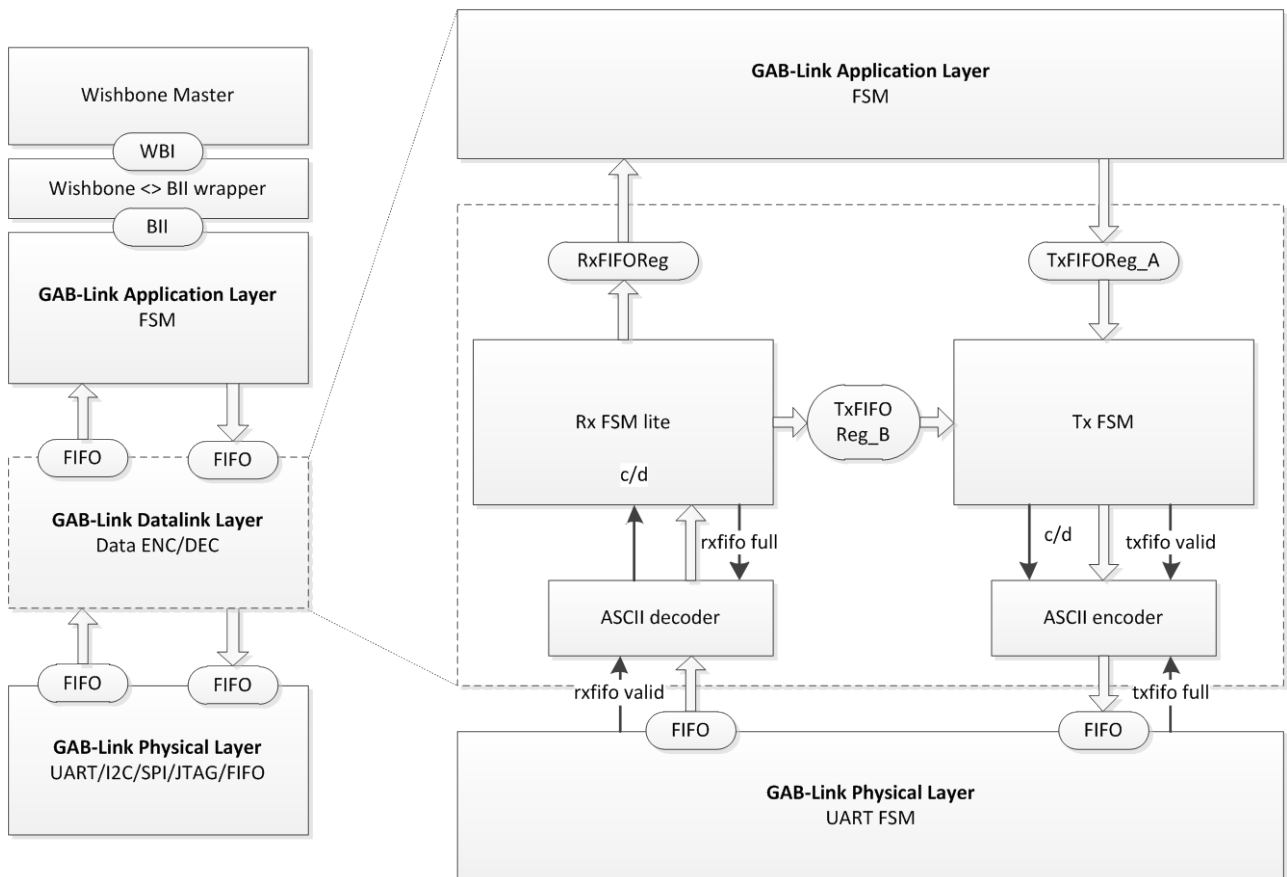 Wishbone Master
WBI
Wishbone <> BII wrapper
BII
GAB-Link Application Layer
FSM
FIFO
FIFO
GAB-Link Datalink Layer
Data ENC/DEC
FIFO
FIFO
GAB-Link Physical Layer
UART/I2C/SPI/JTAG/FIFO
GAB-Link Application Layer
FSM
RxFIFOReg
TxFIFOReg_A
Rx FSM lite
TxFIFO
Reg_B
Tx FSM
c/d
rxfifo full
c/d
txfifo valid
ASCII decoder
ASCII encoder
rxfifo valid
txfifo full
FIFO
FIFO
GAB-Link Physical Layer
UART FSM